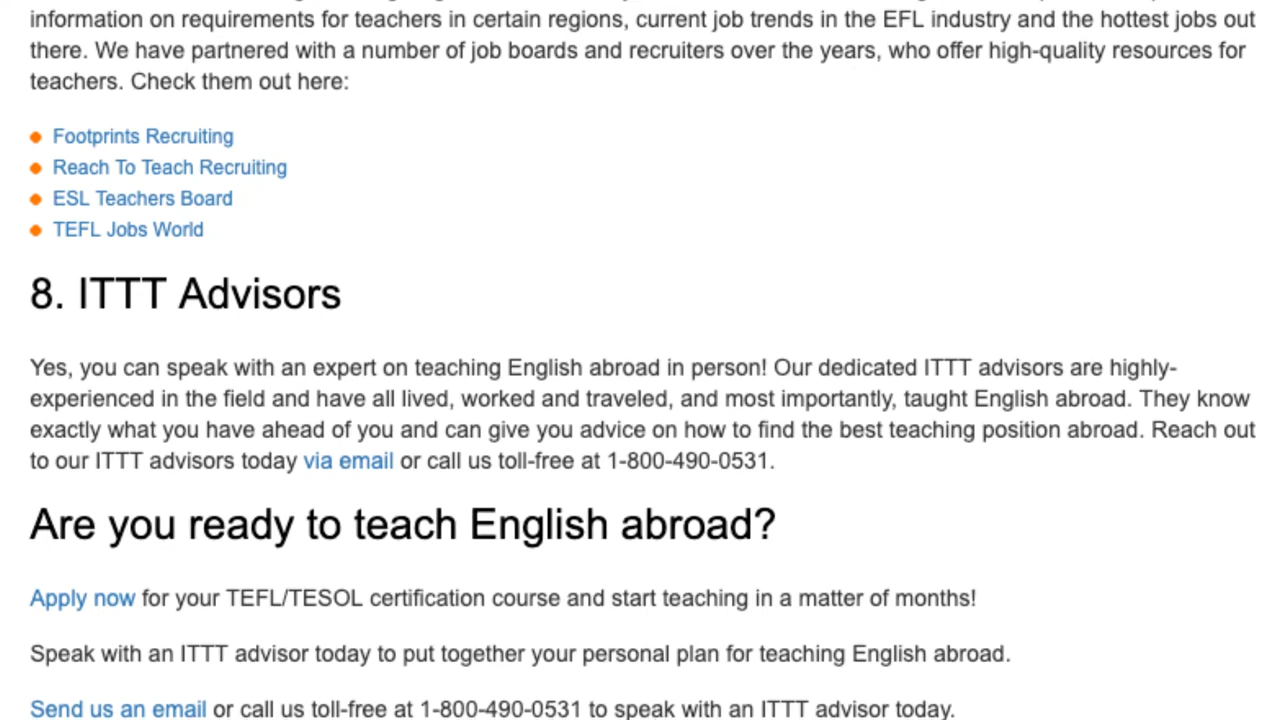 information on requirements for teachers in certain regions, current job trends in the EFL industry and the hottest jobs out
there. We have partnered with a number of job boards and recruiters over the years, who offer high-quality resources for
teachers. Check them out here:
Footprints Recruiting
Reach To Teach Recruiting
ESL Teachers Board
TEFL Jobs World
8. ITTT Advisors
Yes, you can speak with an expert on teaching English abroad in person! Our dedicated ITTT advisors are highly-
experienced in the field and have all lived, worked and traveled, and most importantly, taught English abroad. They know
exactly what you have ahead of you and can give you advice on how to find the best teaching position abroad. Reach out
to our ITTT advisors today via email or call us toll-free at 1-800-490-0531.
Are you ready to teach English abroad?
Apply now for your TEFL/TESOL certification course and start teaching in a matter of months!
Speak with an ITTT advisor today to put together your personal plan for teaching English abroad.
Send us an email or call us toll-free at 1-800-490-0531 to speak with an ITTT advisor today.